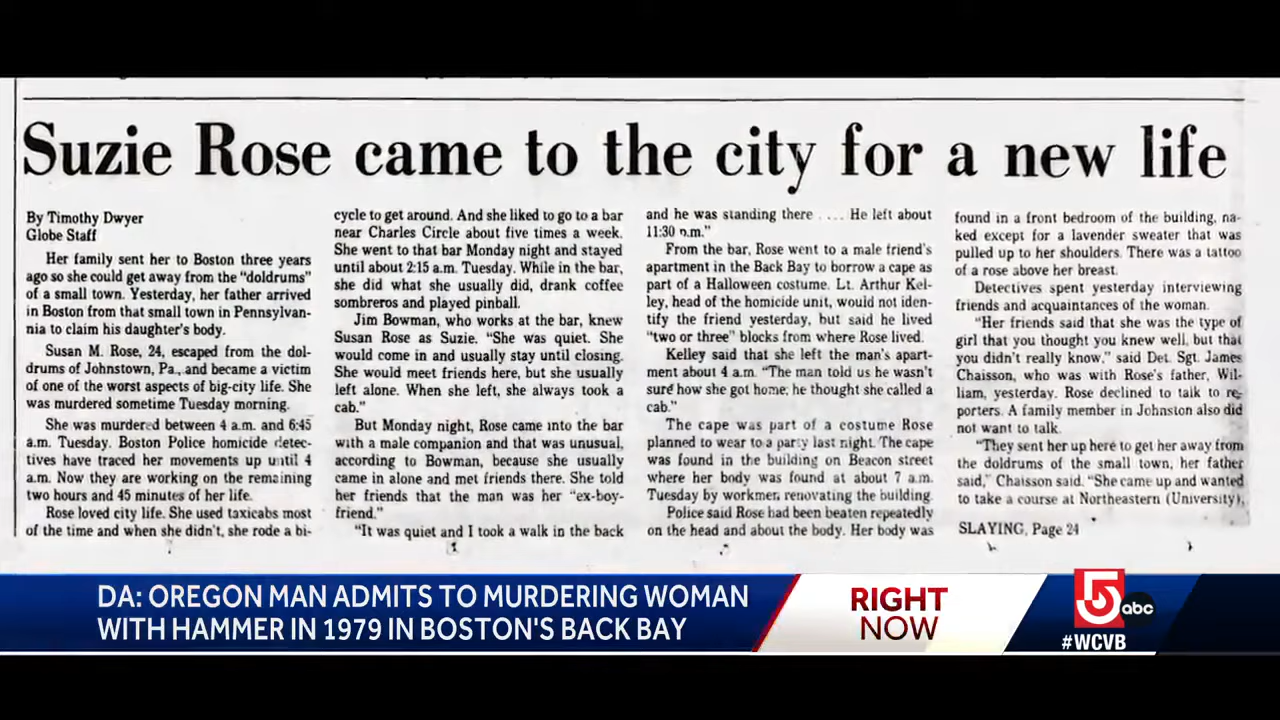 Suzie Rose came to the city for a new life
By Timothy Dwyer
Globe Staff
Her family sent her to Boston three years
ago so she could get away from the "doldrums"
of a small town. Yesterday, her father arrived
in Boston from that small town in Pennsylvan-
nia to claim his daughter's body.
Susan M. Rose, 24, escaped from the dol-
drums of Johnstown, Pa., and became a victim
of one of the worst aspects of big-city life. She
was murdered sometime Tuesday morning.
She was murdered between 4 a.m. and 6:45
a.m. Tuesday. Boston Police homicide detec-
tives have traced her movements up until 4
a.m. Now they are working on the remaining
two hours and 45 minutes of her life.
Rose loved city life. She used taxicabs most
of the time and when she didn't, she rode a bi-
cycle to get around. And she liked to go to a bar
near Charles Circle about five times a week.
She went to that bar Monday night and stayed
until about 2:15 a.m. Tuesday. While in the bar,
she did what she usually did, drank coffee
sombreros and played pinball.
Jim Bowman, who works at the bar, knew
Susan Rose as Suzie. "She was quiet. She
would come in and usually stay until closing.
She would meet friends here, but she usually
left alone. When she left, she always took a
cab."
But Monday night, Rose came into the bar
with a male companion and that was unusual,
according to Bowman, because she usually
came in alone and met friends there. She told
her friends that the man was her "ex-boy-
friend."
"It was quiet and I took a walk in the back
and he was standing there .... He left about
11:30 p.m."
From the bar, Rose went to a male friend's
apartment in the Back Bay to borrow a cape as
part of a Halloween costume. Lt. Arthur Kel-
ley, head of the homicide unit, would not iden-
tify the friend yesterday, but said he lived
"two or three" blocks from where Rose lived.
Kelley said that she left the man's apart-
ment about 4 a.m. "The man told us he wasn't
sure how she got home; he thought she called a
cab."
The cape was part of a costume Rose
planned to wear to a party last night. The cape
was found in the building on Beacon street
where her body was found at about 7 a.m.
Tuesday by workmen renovating the building.
Police said Rose had been beaten repeatedly
on the head and about the body. Her body was
found in a front bedroom of the building, na-
ked except for a lavender sweater that was
pulled up to her shoulders. There was a tattoo
of a rose above her breast.
Detectives spent yesterday interviewing
friends and acquaintances of the woman.
"Her friends said that she was the type of
girl that you thought you knew well, but that
you didn't really know," said Det. Sgt. James
Chaisson, who was with Rose's father, Wil-
liam, yesterday. Rose declined to talk to re-
porters. A family member in Johnston also did
not want to talk.
"They sent her up here to get her away from
the doldrums of the small town, her father
said," Chaisson said. "She came up and wanted
to take a course at Northeastern (University),
SLAYING, Page 24
DA: OREGON MAN ADMITS TO MURDERING WOMAN
WITH HAMMER IN 1979 IN BOSTON'S BACK BAY
RIGHT
NOW
5
abc
#WCVB